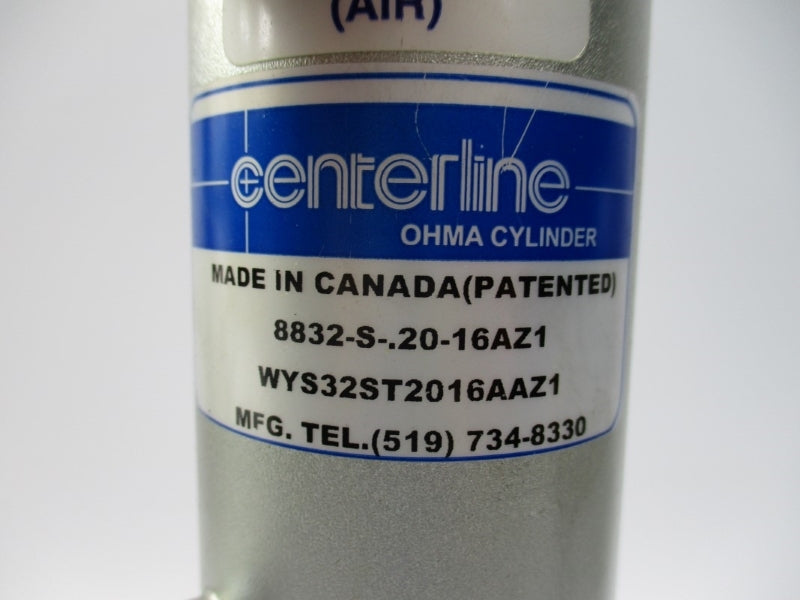 (AIR)
centerline
OHMA CYLINDER
MADE IN CANADA(PATENTED)
8832-S-.20-16AZ1
WYS32ST2016AAZ1
MFG. TEL.(519) 734-8330